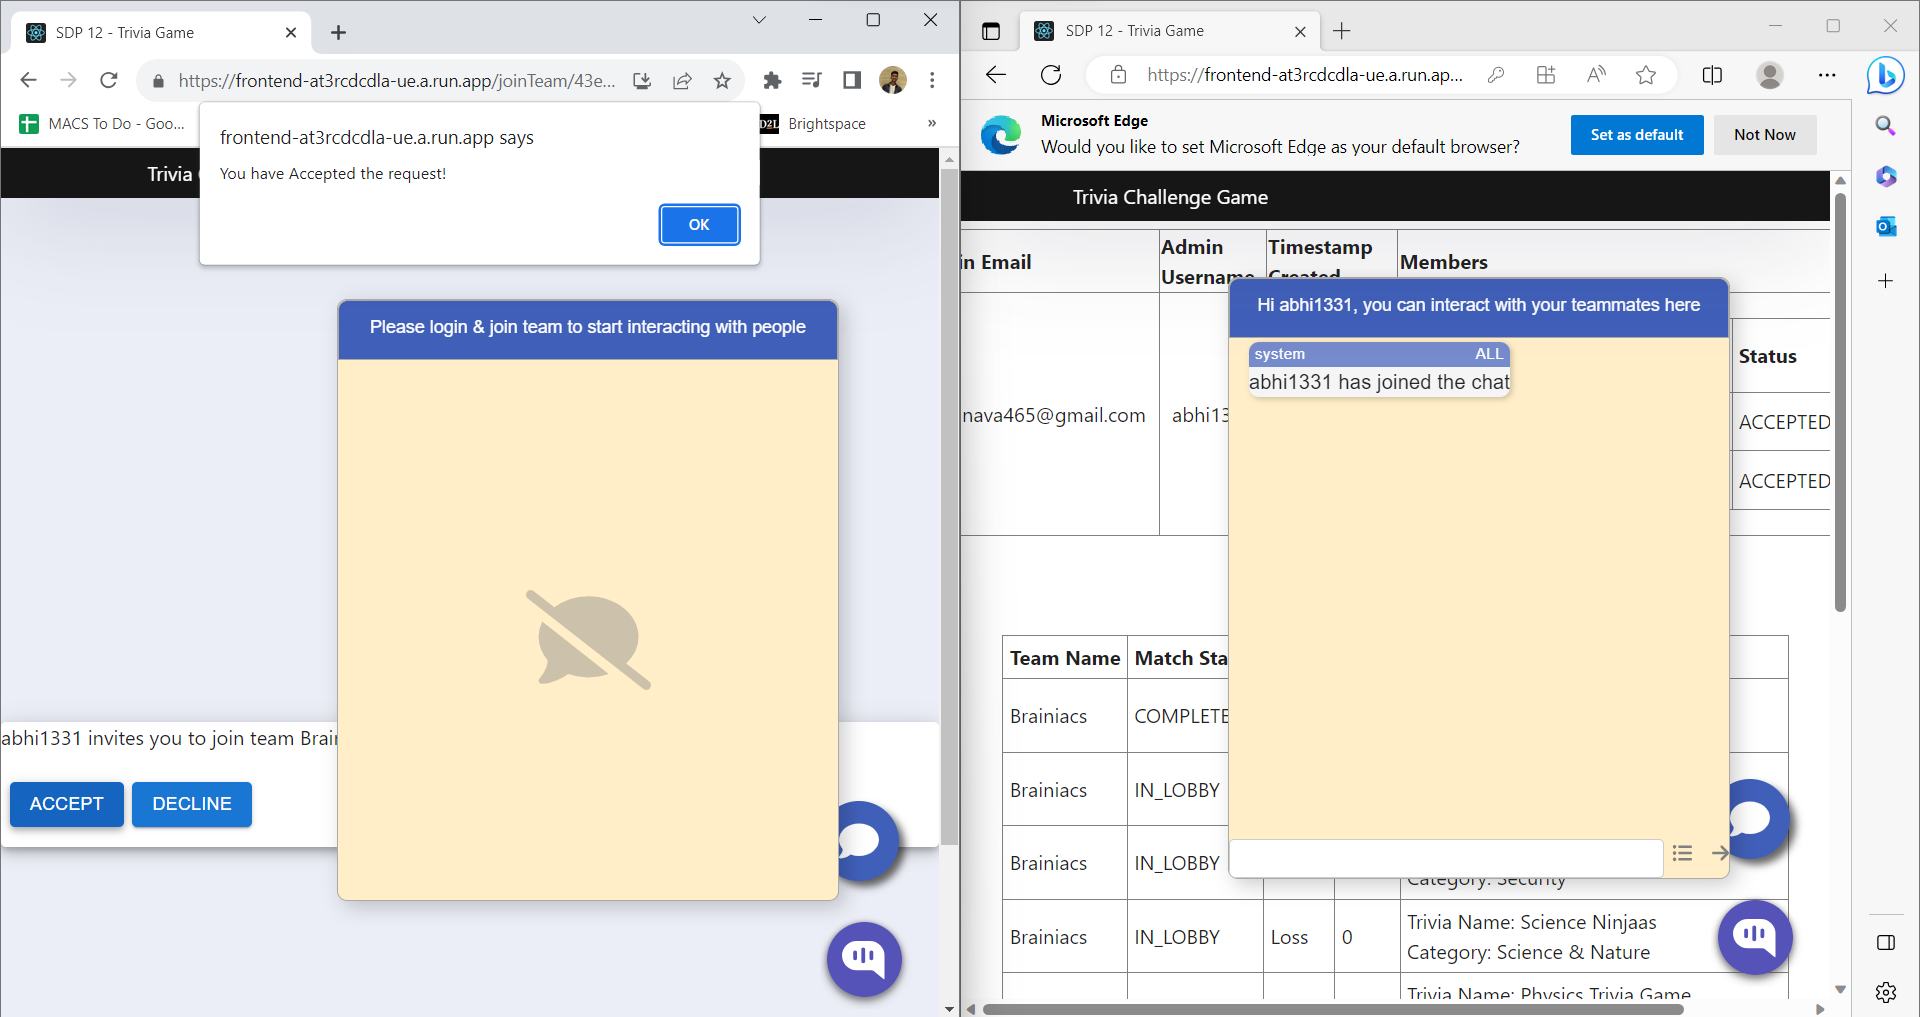 SDP 12 - Trivia Game
https://frontend-at3rcdcdla-ue.a.run.app/joinTeam/43e...
MACS To Do - Goo...
D2L
Brightspace
»
frontend-at3rcdcdla-ue.a.run.app says
You have Accepted the request!
OK
Trivia
Please login & join team to start interacting with people
abhi1331 invites you to join team Brai
ACCEPT
DECLINE
SDP 12 - Trivia Game
https://frontend-at3rcdcdla-ue.a.run.ap...
Microsoft Edge
Would you like to set Microsoft Edge as your default browser?
Set as default
Not Now
Trivia Challenge Game
in Email
Admin
Username
Timestamp
Created
Members
Hi abhi1331, you can interact with your teammates here
system
ALL
abhi1331 has joined the chat
Status
nava465@gmail.com
abhi13
ACCEPTED
ACCEPTED
Team Name
Match Sta
Brainiacs
COMPLETE
Brainiacs
IN_LOBBY
Brainiacs
IN_LOBBY
Category: Security
Brainiacs
IN_LOBBY
Loss
0
Trivia Name: Science Ninjaas
Category: Science & Nature
Trivia Name: Physics Trivia Game